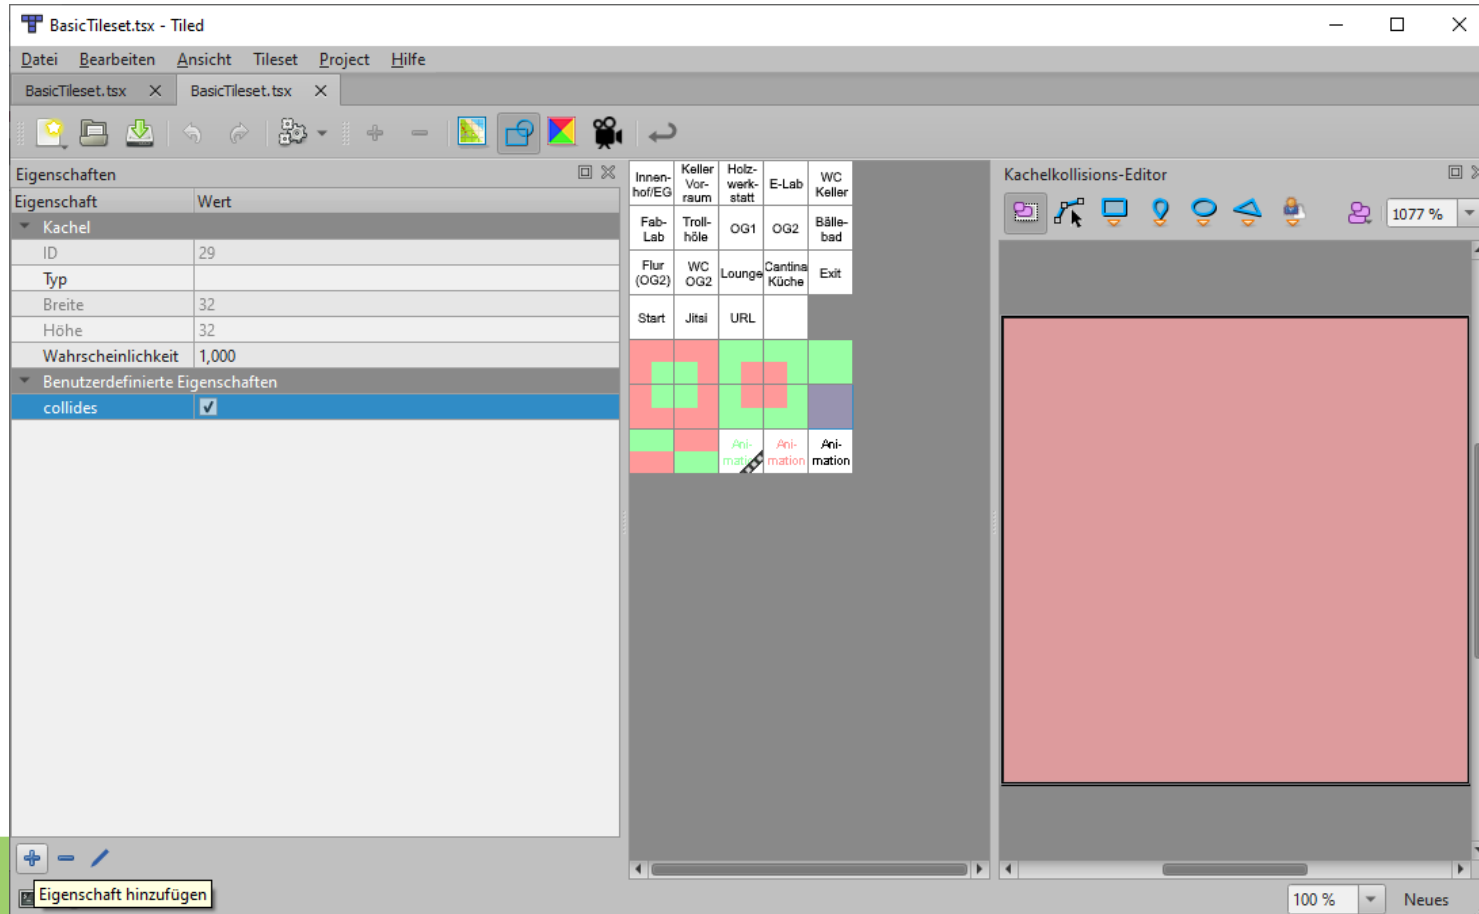 BasicTileset.tsx - Tiled
Datei Bearbeiten Ansicht Tileset Project Hilfe
BasicTileset.tsx BasicTileset.tsx
Eigenschaften
Eigenschaft Wert
Kachel
ID 29
Typ
Breite 32
Höhe 32
Wahrscheinlichkeit 1,000
Benutzerdefinierte Eigenschaften
collides
Eigenschaft hinzufügen
Innen-
hof/EG
Keller
Vor-
raum
Holz-
werk-
statt
E-Lab
WC
Keller
Fab-
Lab
Troll-
höle
OG1
OG2
Bälle-
bad
Flur
(OG2)
WC
OG2
Lounge
Cantina
Küche
Exit
Start
Jitsi
URL
Ani-
mation
Ani-
mation
Ani-
mation
Kachelkollisions-Editor
1077 %
100 % Neues